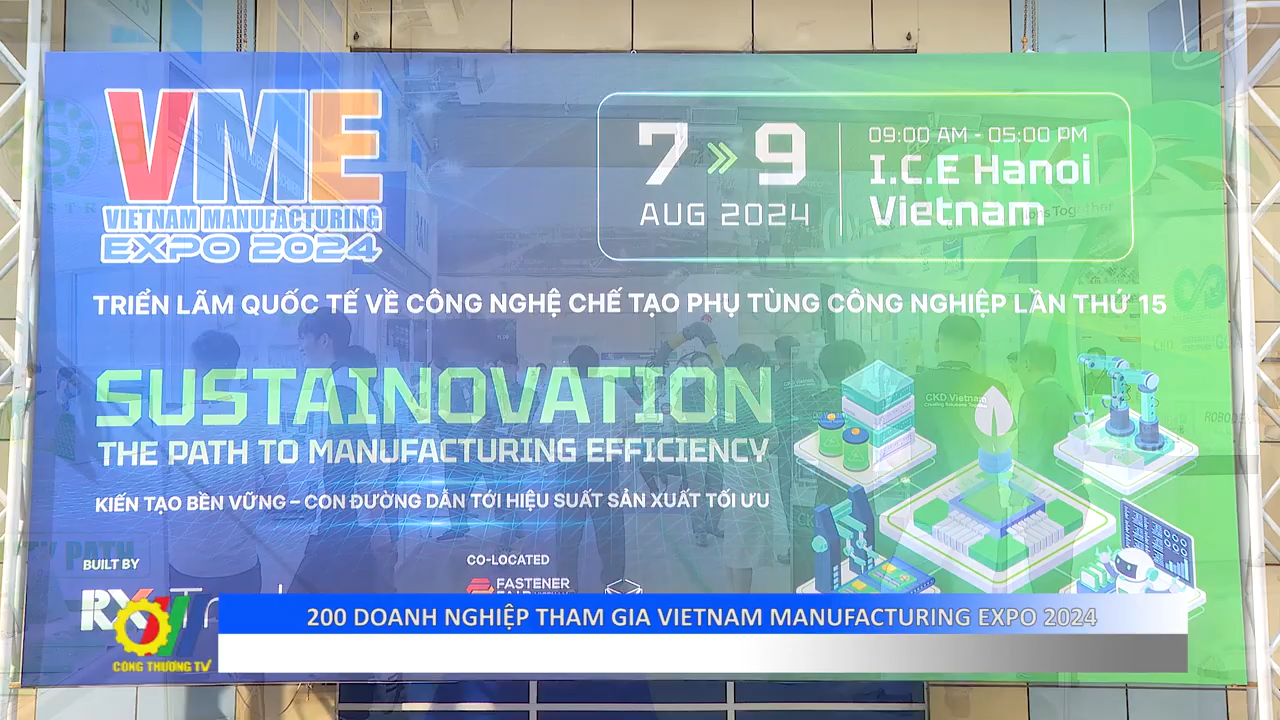 VME
VIETNAM MANUFACTURING
EXPO 2024
7 » 9
AUG 2024
09:00 AM - 05:00 PM
I.C.E Hanoi
Vietnam
TRIỂN LÃM QUỐC TẾ VỀ CÔNG NGHỆ CHẾ TẠO PHỤ TÙNG CÔNG NGHIỆP LẦN THỨ 15
SUSTAINOVATION
THE PATH TO MANUFACTURING EFFICIENCY
KIẾN TẠO BỀN VỮNG – CON ĐƯỜNG DẪN TỚI HIỆU SUẤT SẢN XUẤT TỐI ƯU
CKD Vietnam
BUILT BY
RX
CO-LOCATED
FASTENER
FAIR
200 DOANH NGHIỆP THAM GIA VIETNAM MANUFACTURING EXPO 2024
CÔNG THƯƠNG TV